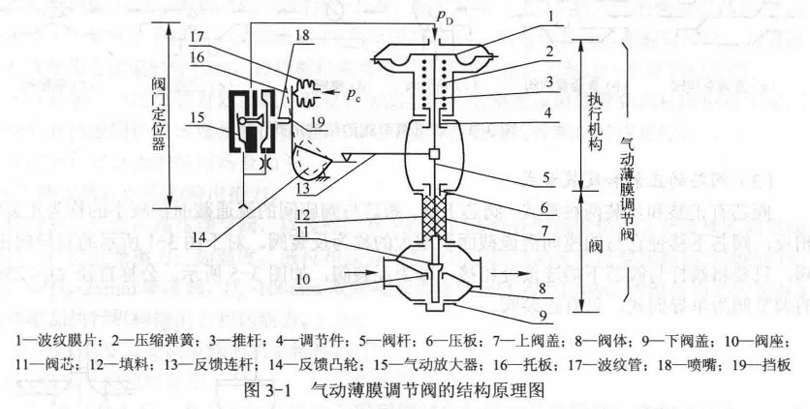 p_D
p_c
17
18
16
15
19
13
14
12
11
10
1
2
3
4
5
6
7
8
9
阀门定位器
执行机构
阀
气动薄膜调节阀
1—波纹膜片；2—压缩弹簧；3—推杆；4—调节件；5—阀杆；6—压板；7—上阀盖；8—阀体；9—下阀盖；10—阀座；
11—阀芯；12—填料；13—反馈连杆；14—反馈凸轮；15—气动放大器；16—托板；17—波纹管；18—喷嘴；19—挡板
图 3-1 气动薄膜调节阀的结构原理图